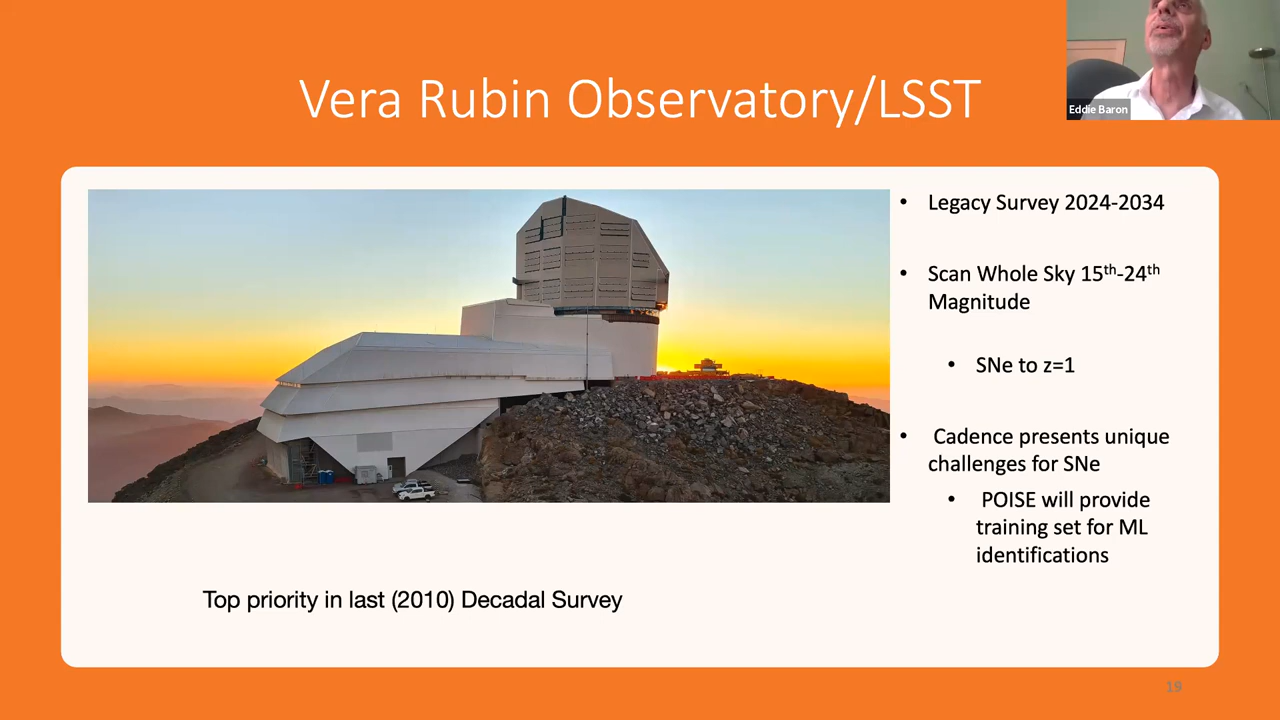 Vera Rubin Observatory/LSST
Eddie Baron
• Legacy Survey 2024-2034
• Scan Whole Sky 15th-24th
Magnitude
• SNe to z=1
• Cadence presents unique
challenges for SNe
• POISE will provide
training set for ML
identifications
Top priority in last (2010) Decadal Survey
19